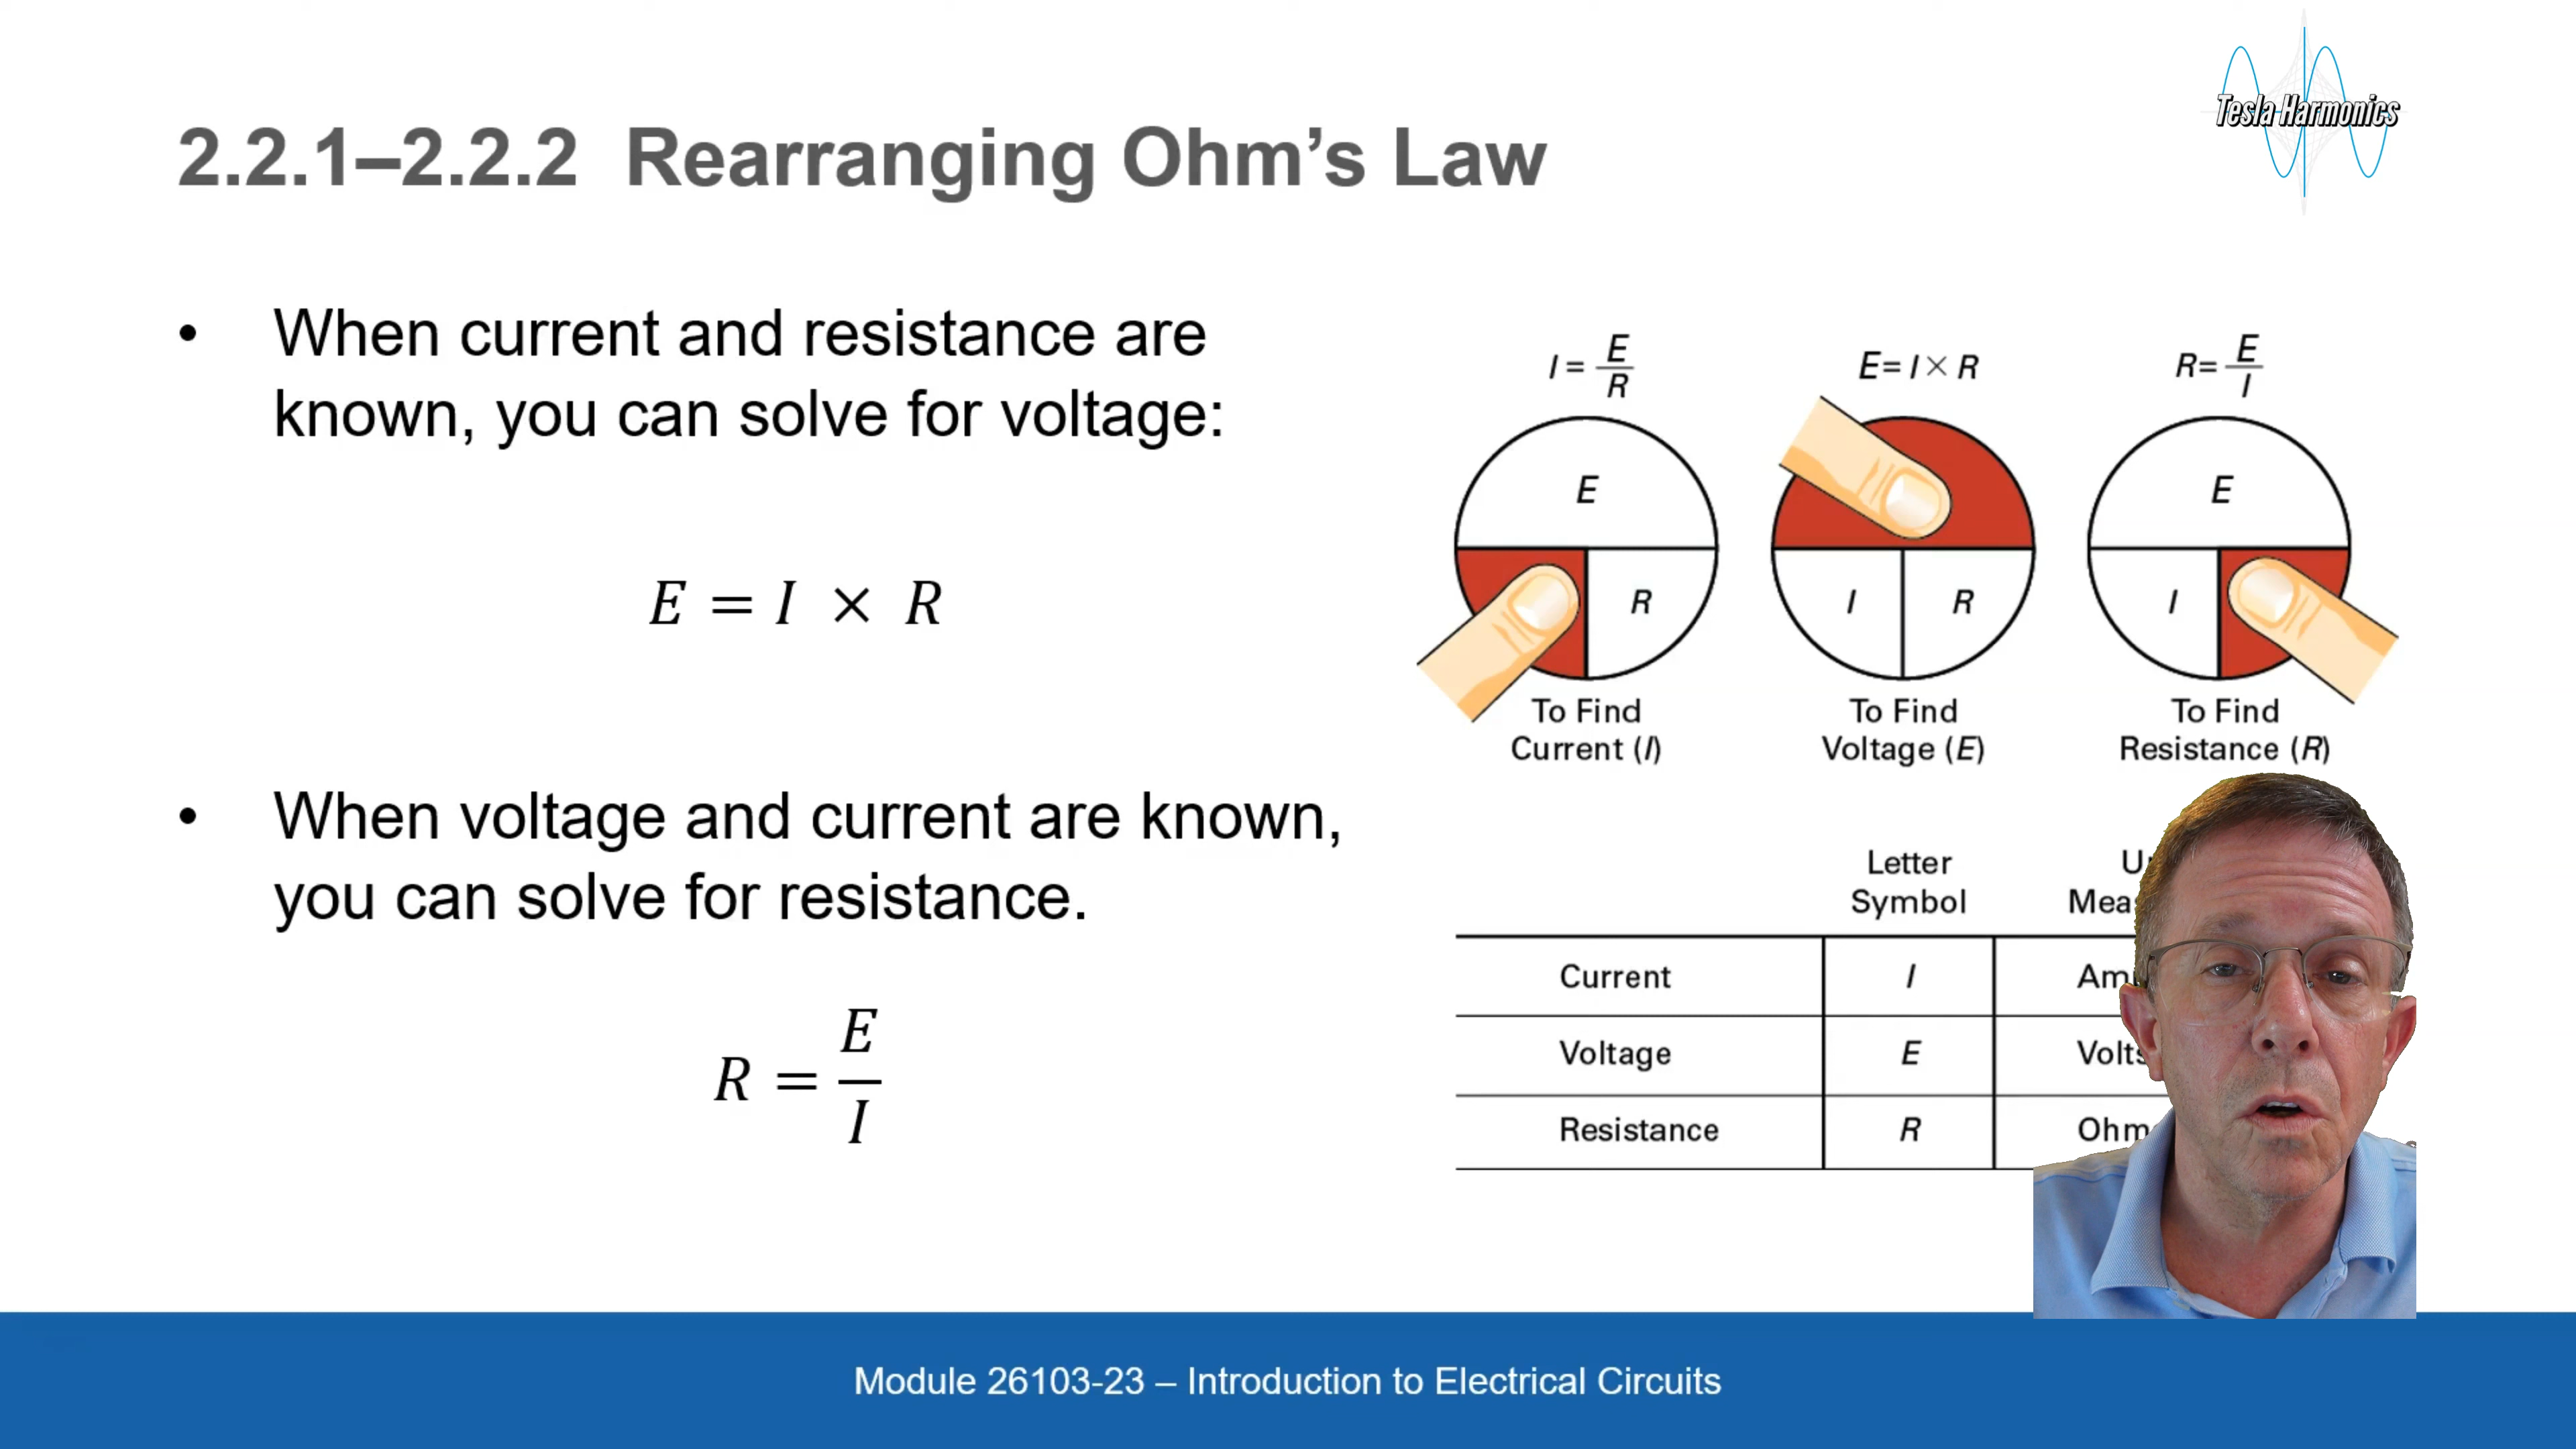 Tesla Harmonics
2.2.1–2.2.2 Rearranging Ohm’s Law
• When current and resistance are
known, you can solve for voltage:
E = I × R
• When voltage and current are known,
you can solve for resistance.
R = E/I
I = E/R
E
R
To Find
Current (I)
E= I × R
I R
To Find
Voltage (E)
R= E/I
E
I
To Find
Resistance (R)
Letter
Symbol
Current I
Voltage E Volts
Resistance R
Module 26103-23 – Introduction to Electrical Circuits